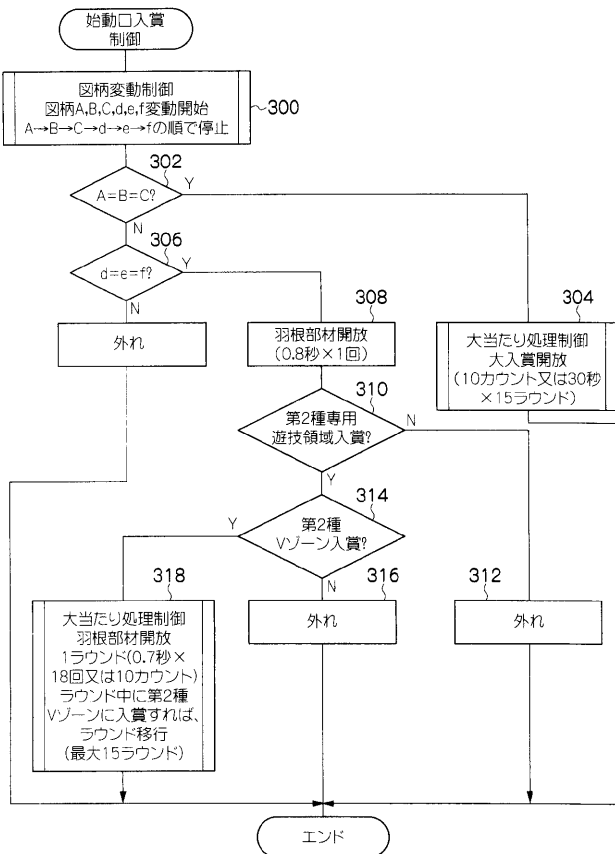 始動口入賞
制御
図柄変動制御
図柄A,B,C,d,e,f変動開始
A→B→C→d→e→fの順で停止
300
302
A=B=C?
Y
N
306
d=e=f?
Y
N
外れ
308
羽根部材開放
(0.8秒×1回)
304
大当たり処理制御
大入賞開放
(10カウント又は30秒
×15ラウンド)
310
第2種専用
遊技領域入賞?
N
Y
314
第2種
Vゾーン入賞?
Y
N
318
大当たり処理制御
羽根部材開放
1ラウンド(0.7秒×
18回又は10カウント)
ラウンド中に第2種
Vゾーンに入賞すれば、
ラウンド移行
(最大15ラウンド)
316
外れ
312
外れ
エンド